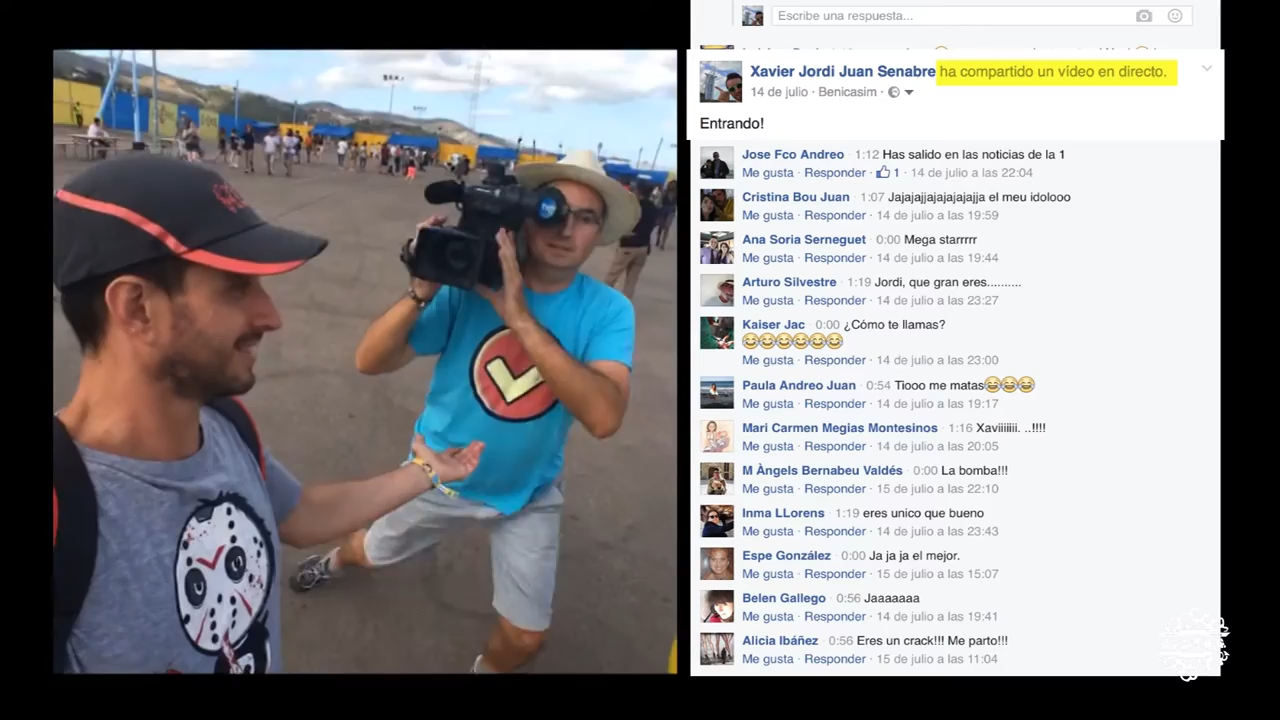 Escribe una respuesta...
Xavier Jordi Juan Senabre ha compartido un vídeo en directo.
14 de julio · Benicasim ·
Entrando!
Jose Fco Andreo · 1:12 Has salido en las noticias de la 1
Me gusta · Responder · 1 · 14 de julio a las 22:04
Cristina Bou Juan · 1:07 Jajajajjajajajajajja el meu idolooo
Me gusta · Responder · 14 de julio a las 19:59
Ana Soria Serneguet · 0:00 Mega starrrrr
Me gusta · Responder · 14 de julio a las 19:44
Arturo Silvestre · 1:19 Jordi, que gran eres..........
Me gusta · Responder · 14 de julio a las 23:27
Kaiser Jac · 0:00 ¿Cómo te llamas?
😂😂😂😂😂😂
Me gusta · Responder · 14 de julio a las 23:00
Paula Andreo Juan · 0:54 Tiooo me matas😂😂😂
Me gusta · Responder · 14 de julio a las 19:17
Mari Carmen Megias Montesinos · 1:16 Xaviiiiiii. ..!!!!
Me gusta · Responder · 14 de julio a las 20:05
M Àngels Bernabeu Valdés · 0:00 La bomba!!!
Me gusta · Responder · 15 de julio a las 22:10
Inma LLorens · 1:19 eres unico que bueno
Me gusta · Responder · 14 de julio a las 23:43
Espe González · 0:00 Ja ja ja el mejor.
Me gusta · Responder · 15 de julio a las 15:07
Belen Gallego · 0:56 Jaaaaaaa
Me gusta · Responder · 14 de julio a las 19:41
Alicia Ibáñez · 0:56 Eres un crack!!! Me parto!!!
Me gusta · Responder · 15 de julio a las 11:04